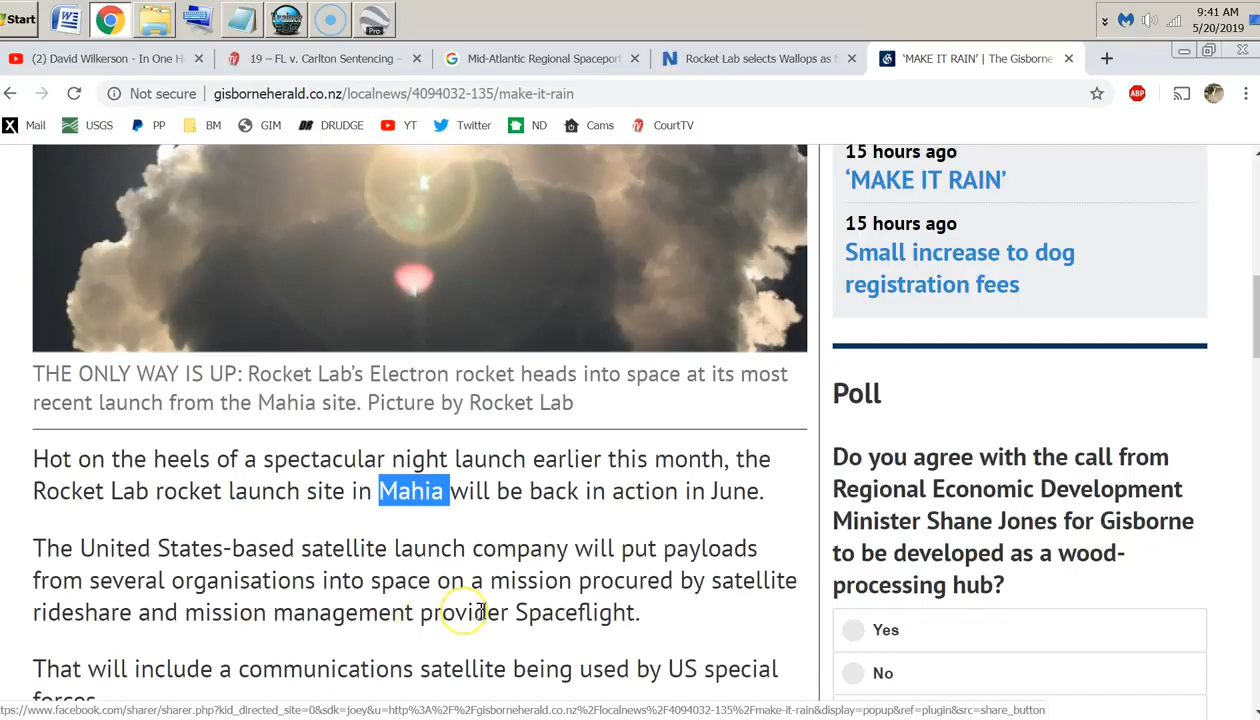 Start
9:41 AM
5/20/2019
(2) David Wilkerson - In One H
19 – FL v. Carlton Sentencing -
Mid-Atlantic Regional Spaceport
Rocket Lab selects Wallops as f
‘MAKE IT RAIN’ | The Gisborne
Not secure
gisborneherald.co.nz/localnews/4094032-135/make-it-rain
ABP
Mail USGS PP BM GIM DRUDGE YT Twitter ND Cams CourtTV
THE ONLY WAY IS UP: Rocket Lab’s Electron rocket heads into space at its most
recent launch from the Mahia site. Picture by Rocket Lab
Hot on the heels of a spectacular night launch earlier this month, the
Rocket Lab rocket launch site in Mahia will be back in action in June.
The United States-based satellite launch company will put payloads
from several organisations into space on a mission procured by satellite
rideshare and mission management provider Spaceflight.
That will include a communications satellite being used by US special
forces.
15 hours ago
‘MAKE IT RAIN’
15 hours ago
Small increase to dog
registration fees
Poll
Do you agree with the call from
Regional Economic Development
Minister Shane Jones for Gisborne
to be developed as a wood-
processing hub?
Yes
No
ttps://www.facebook.com/sharer/sharer.php?kid_directed_site=0&sdk=joey&u=http%3A%2F%2Fgisborneherald.co.nz%2Flocalnews%2F4094032-135%2Fmake-it-rain&display=popup&ref=plugin&src=share_button